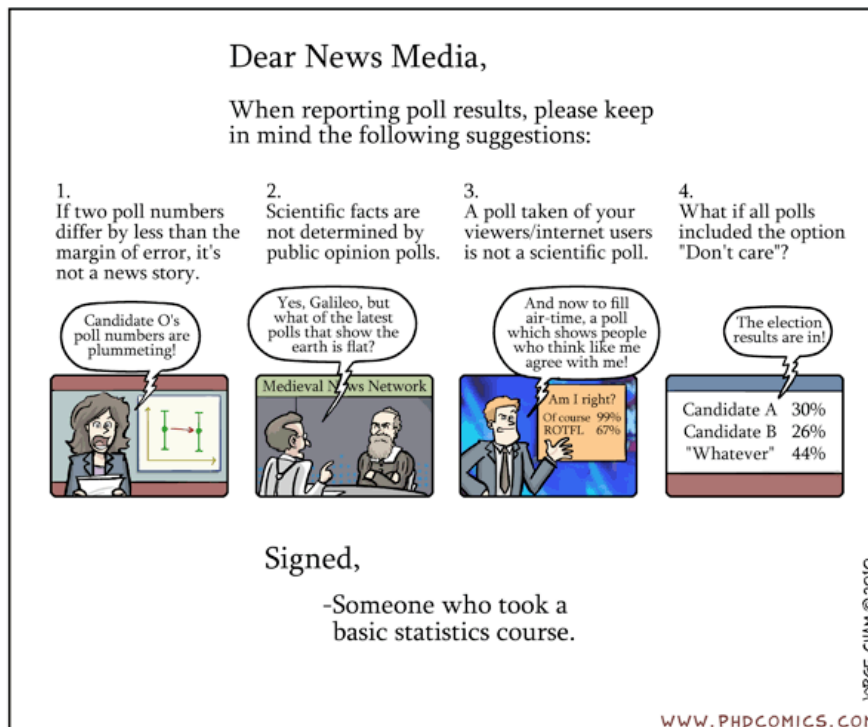 Dear News Media,
When reporting poll results, please keep
in mind the following suggestions:
1.
If two poll numbers
differ by less than the
margin of error, it's
not a news story.
2.
Scientific facts are
not determined by
public opinion polls.
3.
A poll taken of your
viewers/internet users
is not a scientific poll.
4.
What if all polls
included the option
"Don't care"?
Candidate O's
poll numbers are
plummeting!
Yes, Galileo, but
what of the latest
polls that show the
earth is flat?
Medieval News Network
And now to fill
air-time, a poll
which shows people
who think like me
agree with me!
Am I right?
Of course 99%
ROTFL 67%
The election
results are in!
Candidate A 30%
Candidate B 26%
"Whatever" 44%
Signed,
-Someone who took a
basic statistics course.
CHAM ©2010
WWW.PHDCOMICS.COM